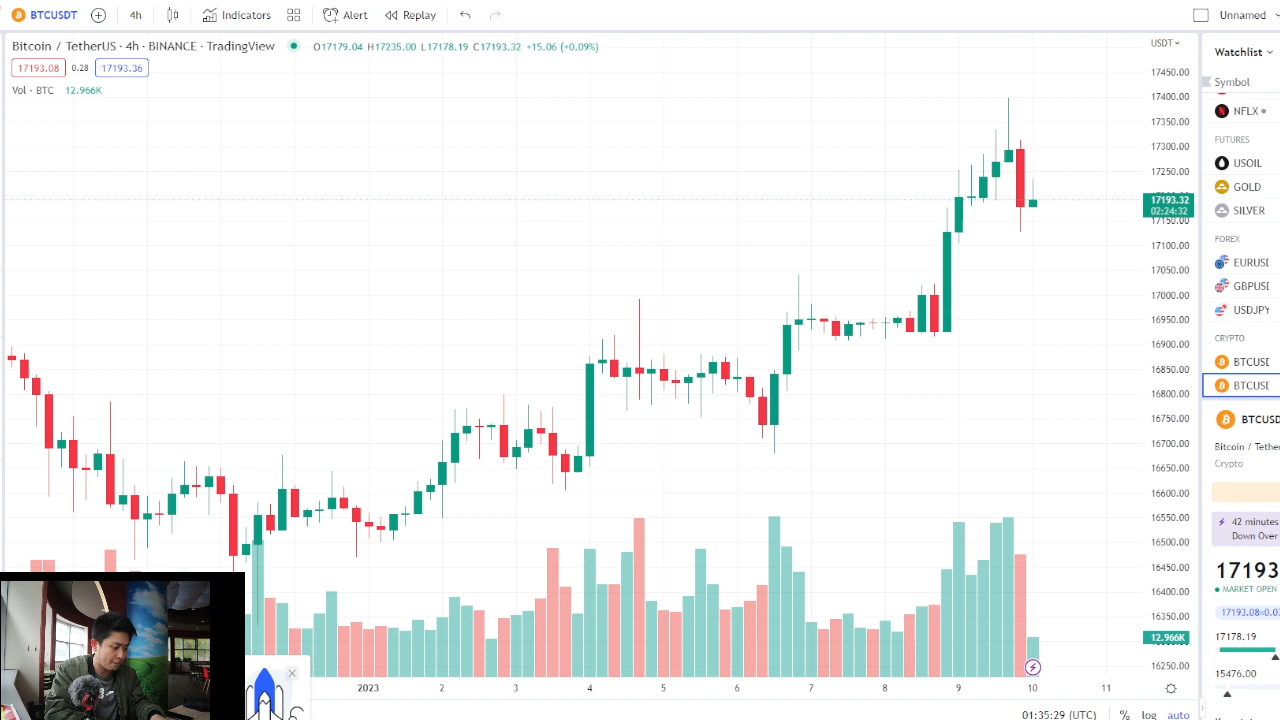 BTCUSDT 4h Indicators Alert Replay Unnamed
Bitcoin / TetherUS · 4h · BINANCE · TradingView O17179.04 H17235.00 L17178.19 C17193.32 +15.06 (+0.09%)
17193.08 0.28 17193.36
Vol · BTC 12.966K
USDT
17450.00
17400.00
17350.00
17300.00
17250.00
17193.32
02:24:32
17150.00
17100.00
17050.00
17000.00
16950.00
16900.00
16850.00
16800.00
16750.00
16700.00
16650.00
16600.00
16550.00
16500.00
16450.00
16400.00
16350.00
12.966K
16250.00
2023 2 3 4 5 6 7 8 9 10 11
01:35:29 (UTC) % log auto
Watchlist
Symbol
NFLX
FUTURES
USOIL
GOLD
SILVER
FOREX
EURUSI
GBPUSI
USDJPY
CRYPTO
BTCUSI
BTCUSI
BTCUSD
Bitcoin / Tether
Crypto
42 minutes
Down Over
17193
MARKET OPEN
17193.08×0.03
17178.19
15476.00